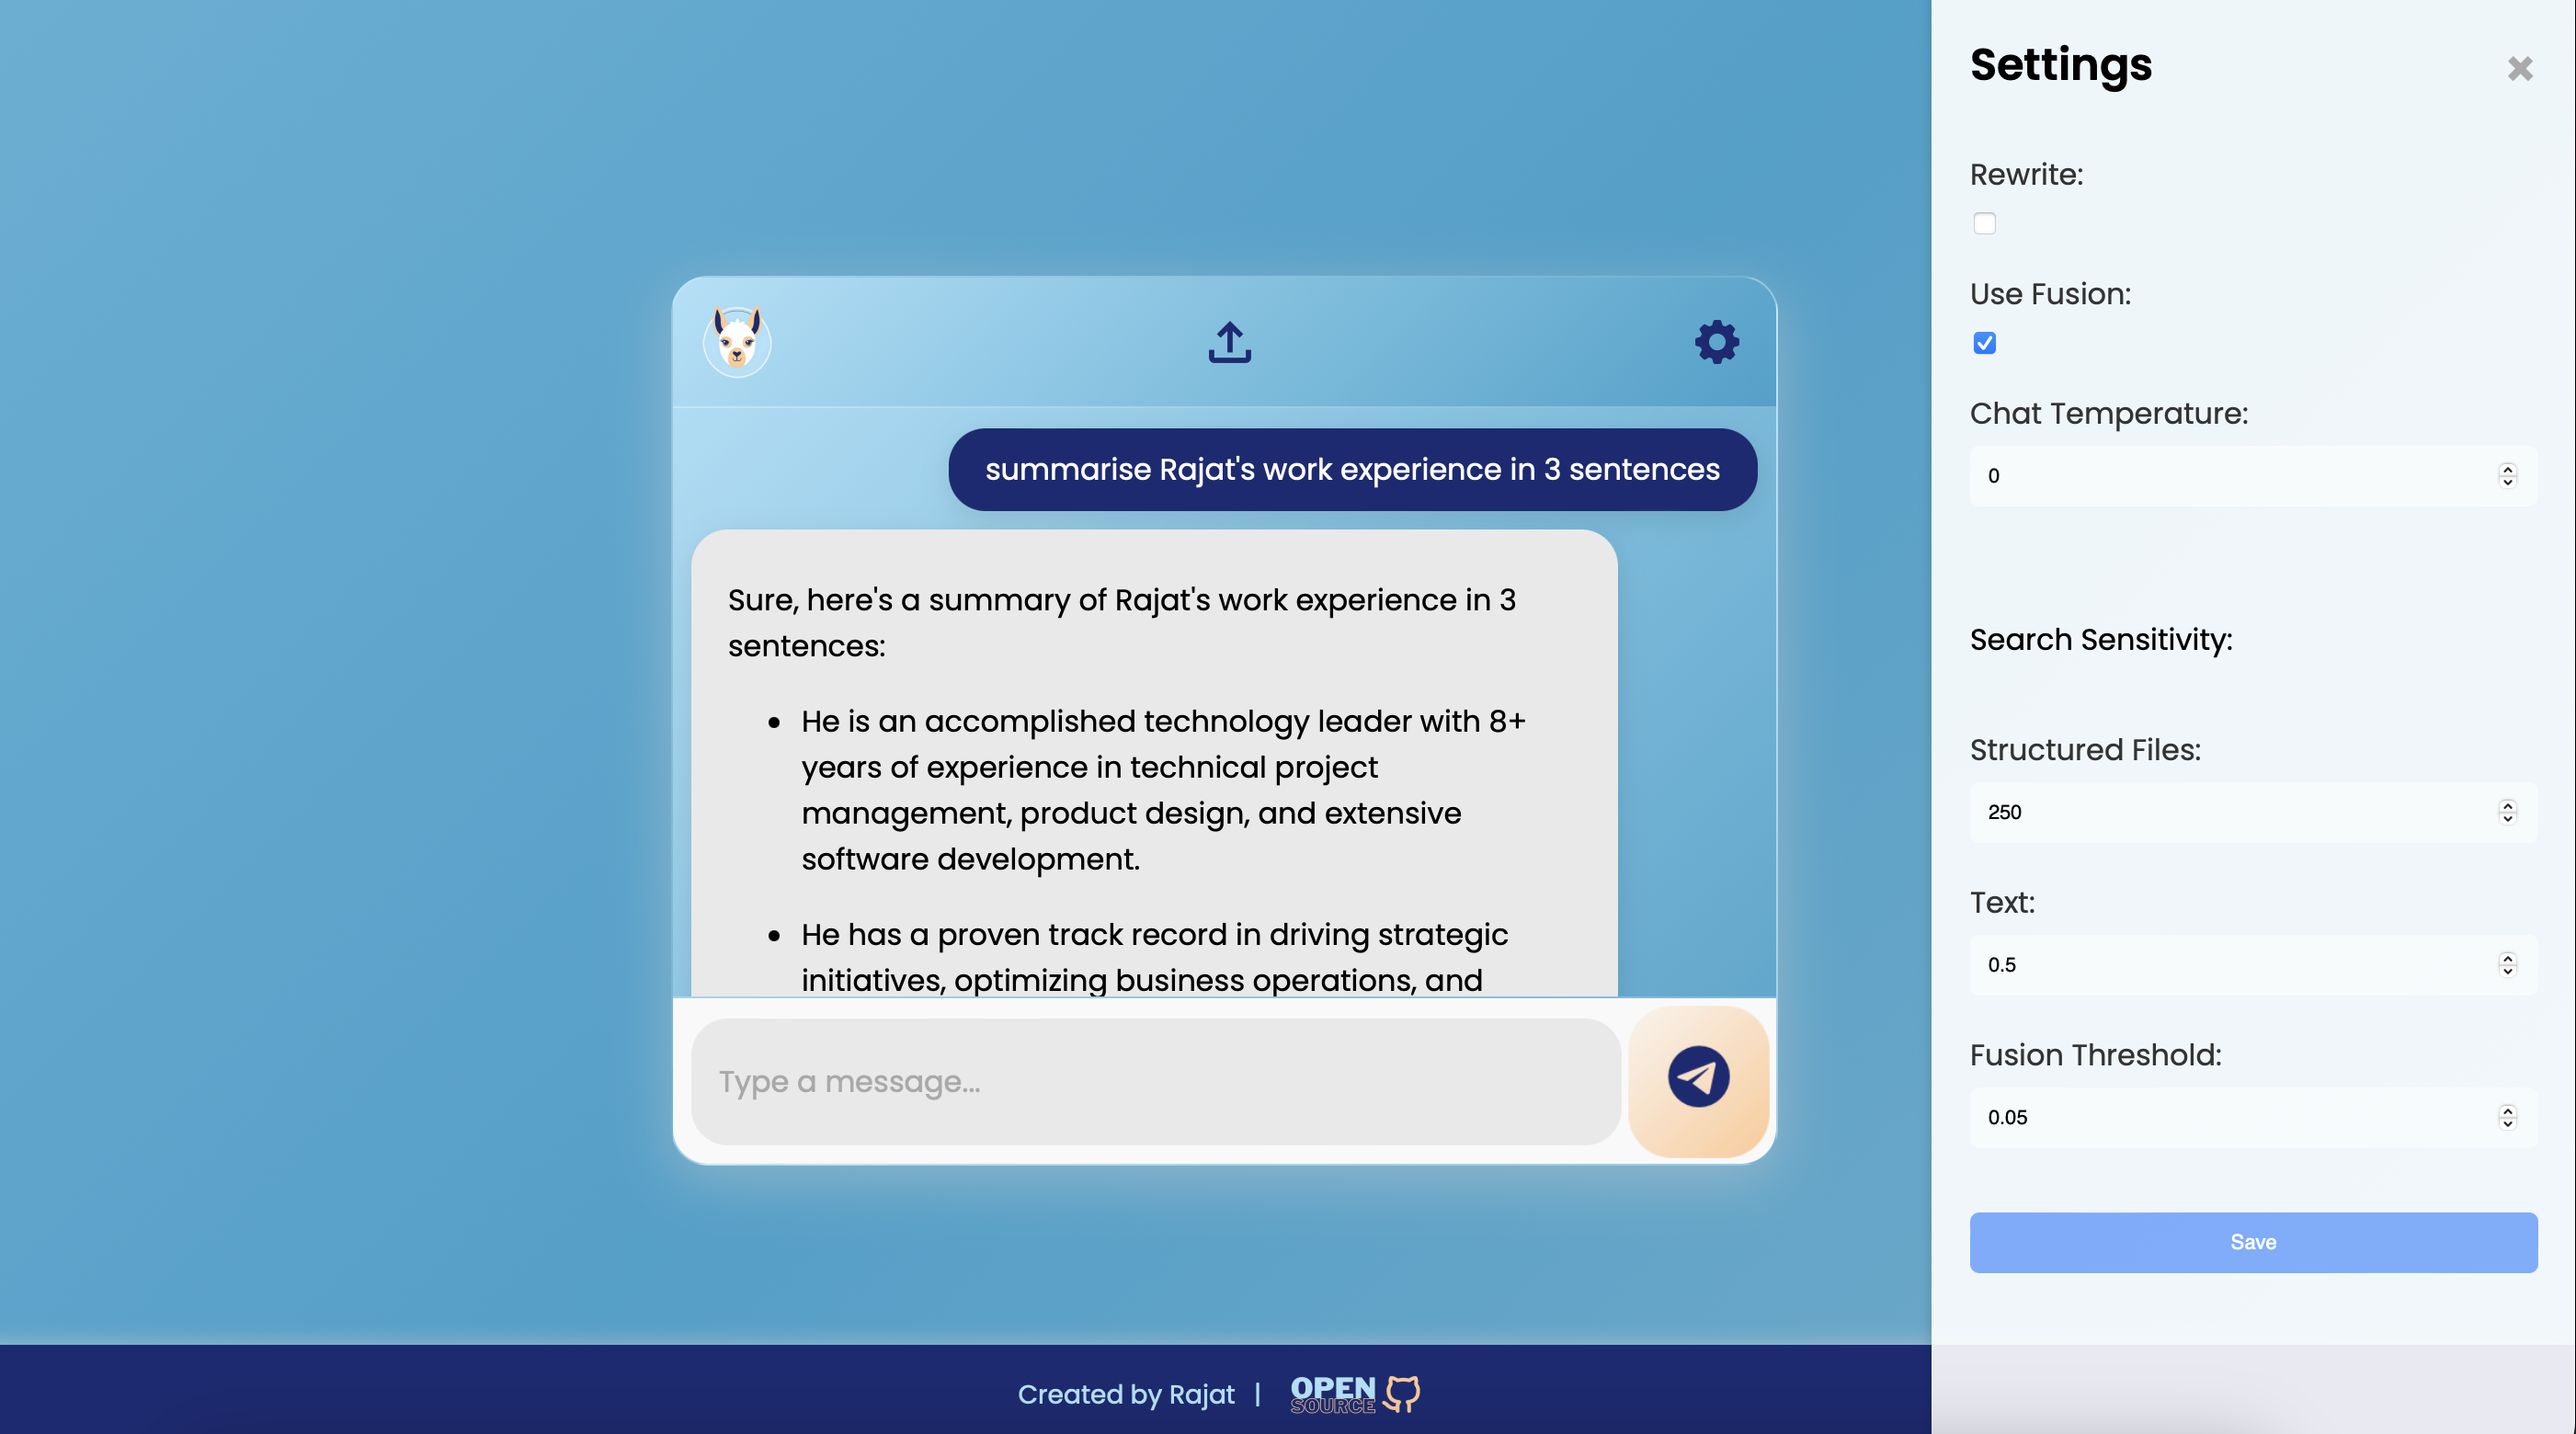 summarise Rajat's work experience in 3 sentences
Sure, here's a summary of Rajat's work experience in 3
sentences:
He is an accomplished technology leader with 8+
years of experience in technical project
management, product design, and extensive
software development.
He has a proven track record in driving strategic
initiatives, optimizing business operations, and
Type a message...
Created by Rajat |
OPEN
SOURCE
Settings
Rewrite:
Use Fusion:
Chat Temperature:
0
Search Sensitivity:
Structured Files:
250
Text:
0.5
Fusion Threshold:
0.05
Save